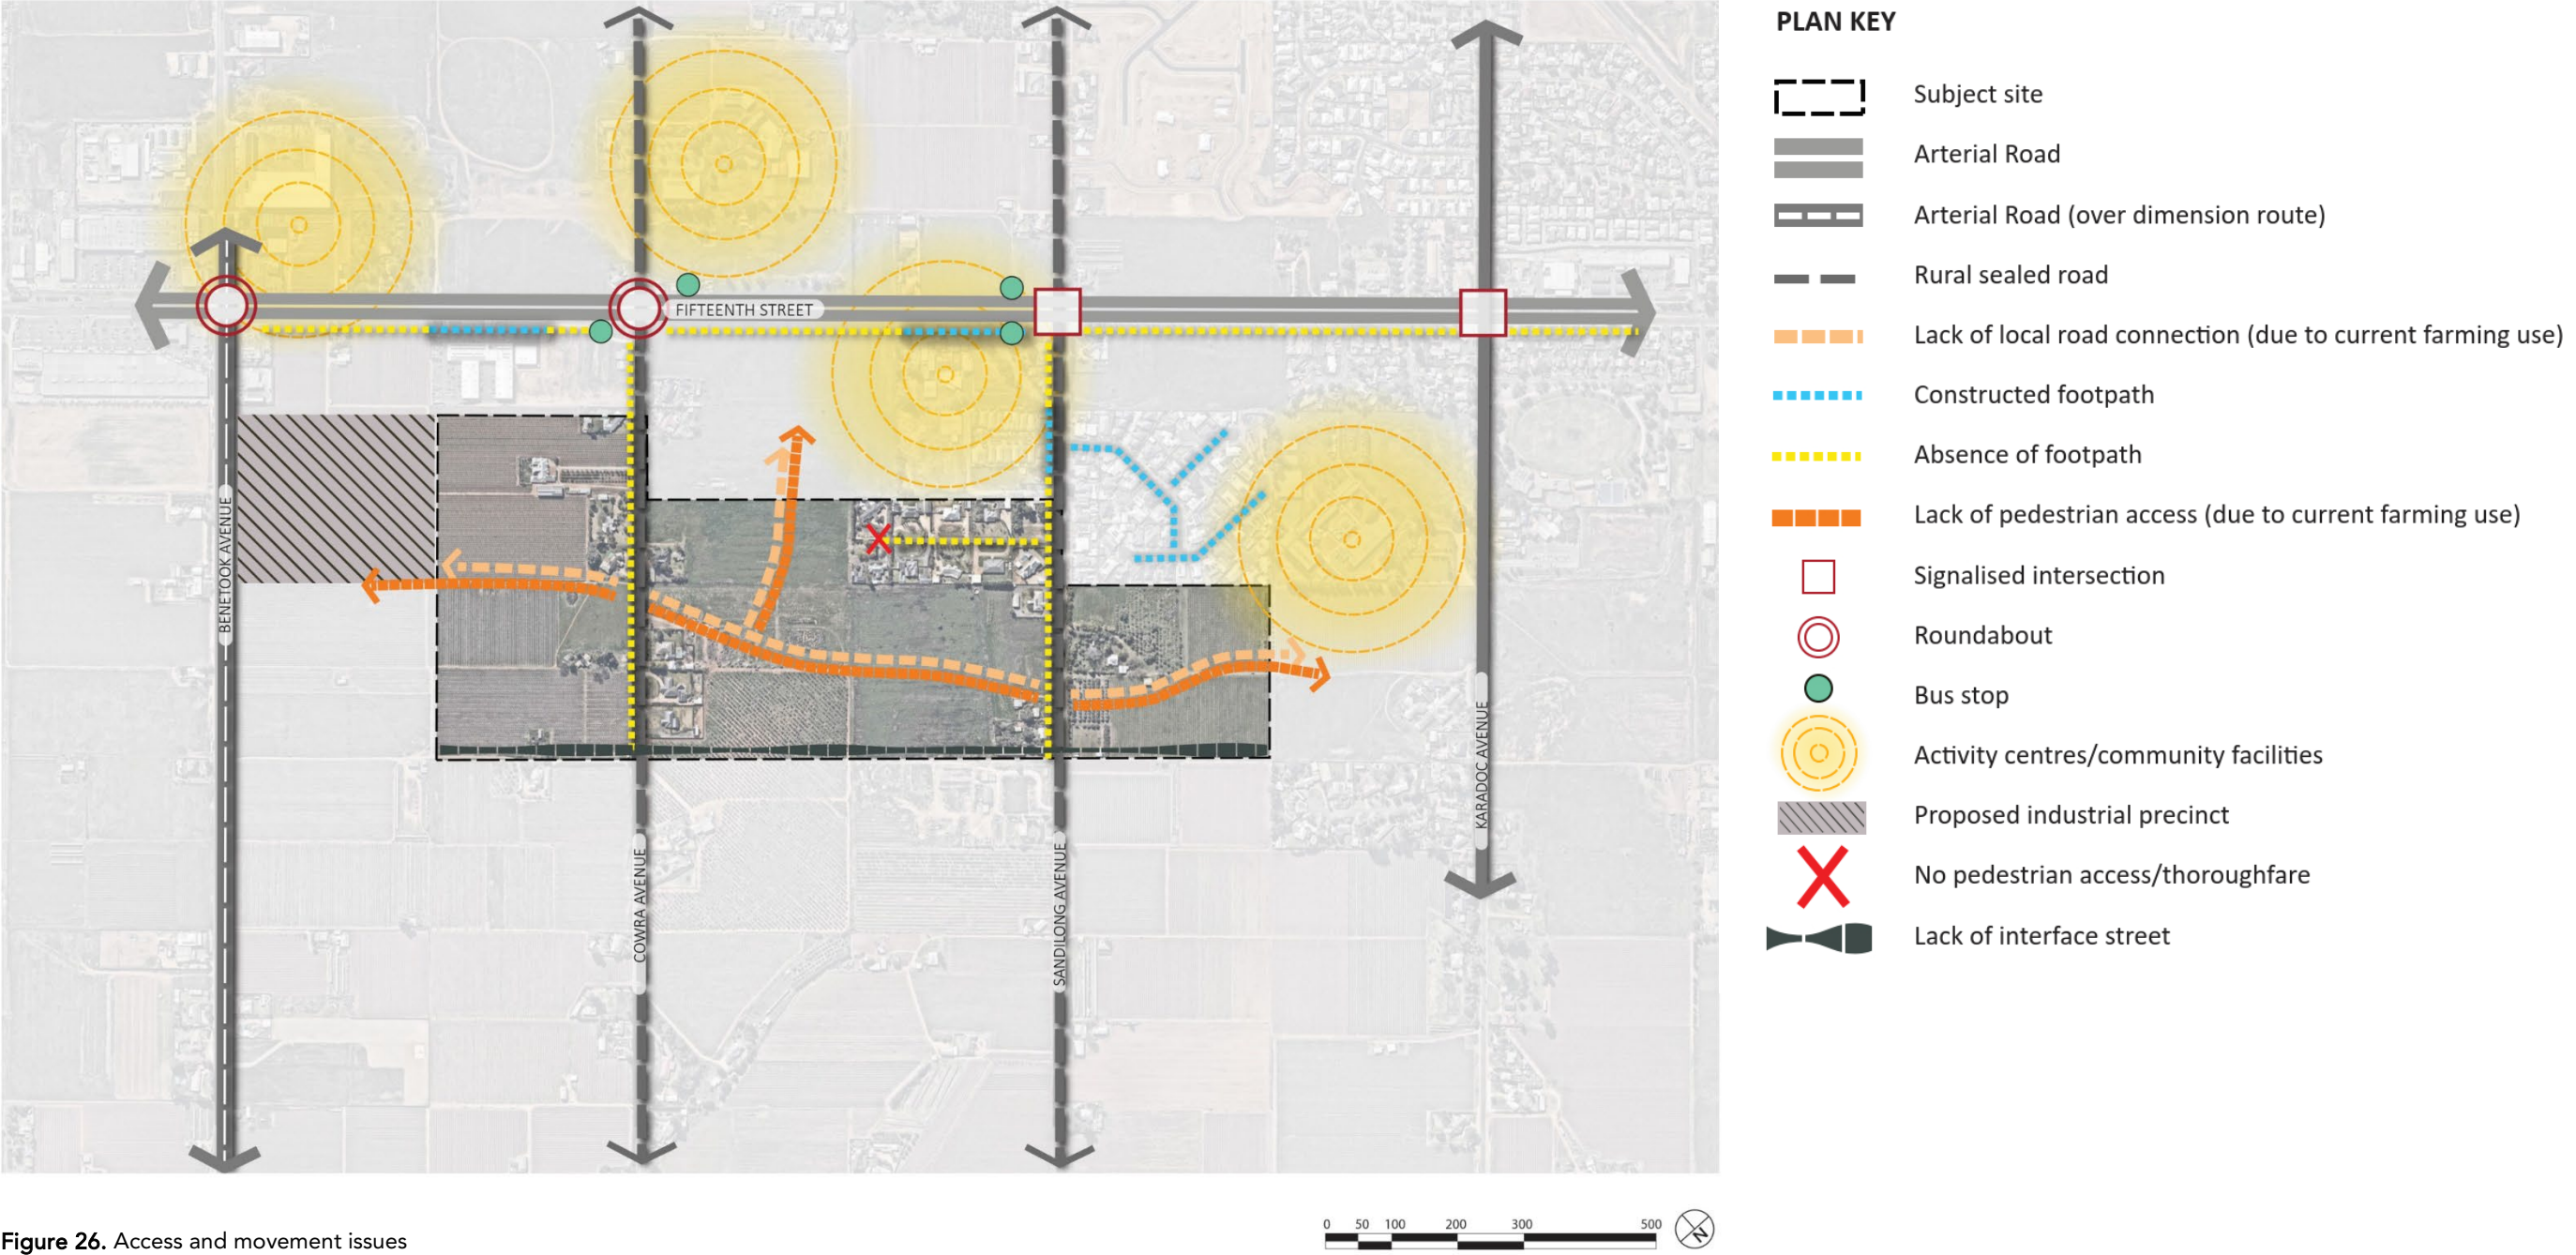 PLAN KEY
Subject site
Arterial Road
Arterial Road (over dimension route)
Rural sealed road
Lack of local road connection (due to current farming use)
Constructed footpath
Absence of footpath
Lack of pedestrian access (due to current farming use)
Signalised intersection
Roundabout
Bus stop
Activity centres/community facilities
Proposed industrial precinct
No pedestrian access/thoroughfare
Lack of interface street
FIFTEENTH STREET
BENETOOK AVENUE
COWRA AVENUE
SANDILONG AVENUE
KARADOC AVENUE
0 50 100 200 300 500
N
Figure 26. Access and movement issues